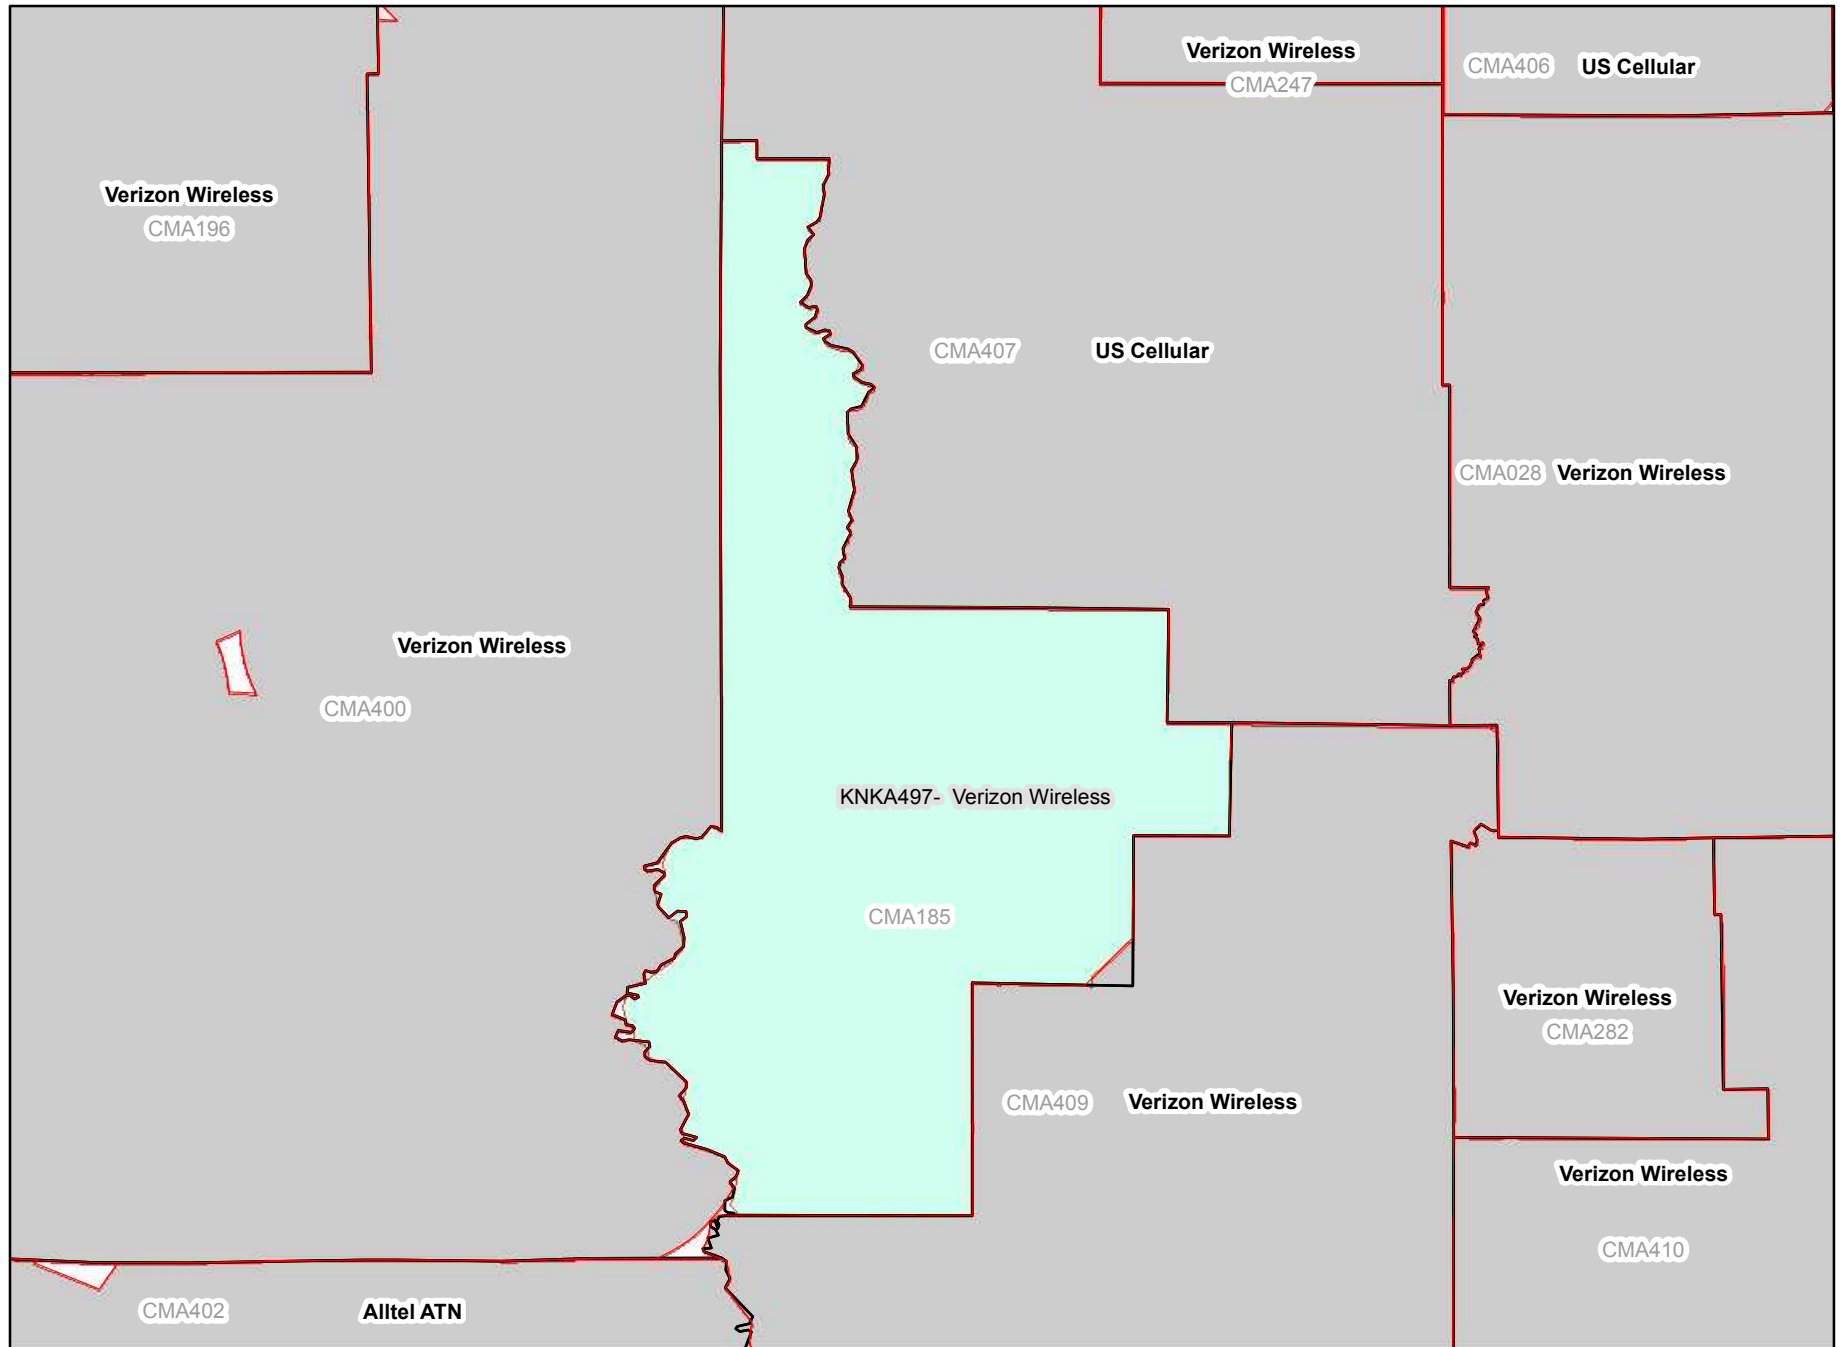 Verizon Wireless
CMA247
CMA406 US Cellular
Verizon Wireless
CMA196
CMA407 US Cellular
CMA028 Verizon Wireless
Verizon Wireless
CMA400
KNKA497- Verizon Wireless
CMA185
Verizon Wireless
CMA282
CMA409 Verizon Wireless
Verizon Wireless
CMA410
CMA402 Alltel ATN